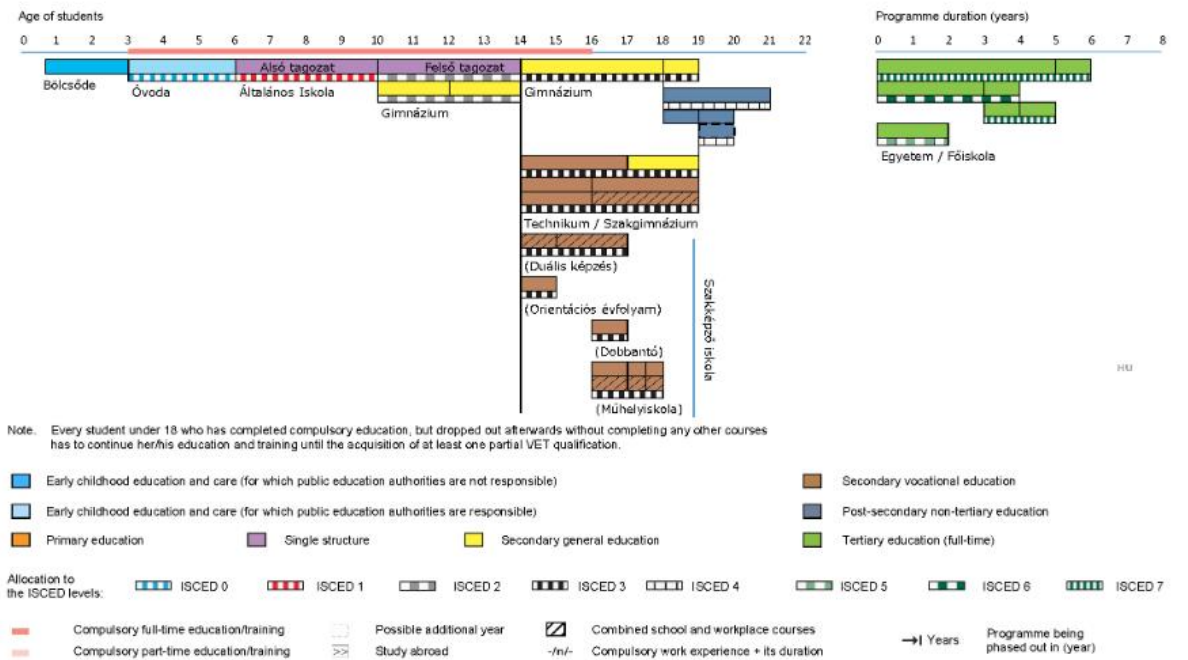 Age of students
Programme duration (years)
0 1 2 3 4 5 6 7 8 9 10 11 12 13 14 15 16 17 18 19 20 21 22
0 1 2 3 4 5 6 7 8
Alsó tagozat
Felső tagozat
Bölcsőde
Óvoda
Általános Iskola
Gimnázium
Gimnázium
Egyetem / Főiskola
Technikum / Szakgimnázium
(Duális képzés)
(Orientációs évfolyam)
(Dobbantó)
(Műhelyiskola)
Szakképző iskola
HU
Note. Every student under 18 who has completed compulsory education, but dropped out afterwards without completing any other courses
has to continue her/his education and training until the acquisition of at least one partial VET qualification.
Early childhood education and care (for which public education authorities are not responsible)
Secondary vocational education
Early childhood education and care (for which public education authorities are responsible)
Post-secondary non-tertiary education
Primary education
Single structure
Secondary general education
Tertiary education (full-time)
Allocation to
the ISCED levels:
ISCED 0
ISCED 1
ISCED 2
ISCED 3
ISCED 4
ISCED 5
ISCED 6
ISCED 7
Compulsory full-time education/training
Possible additional year
Combined school and workplace courses
Years
Programme being
phased out in (year)
Compulsory part-time education/training
>> Study abroad
-/n/- Compulsory work experience + its duration